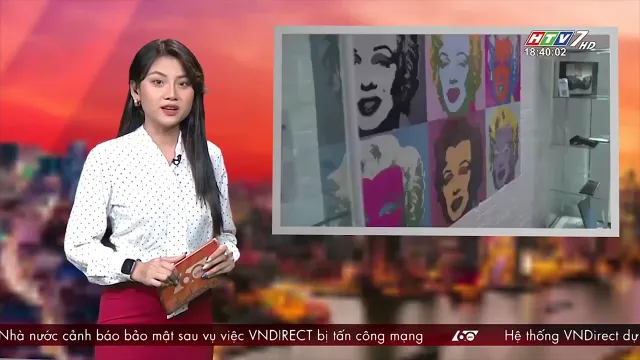 HTV7 HD
18:40:02
Nhà nước cảnh báo bảo mật sau vụ việc VNDIRECT bị tấn công mạng 60 Hệ thống VNDirect dự